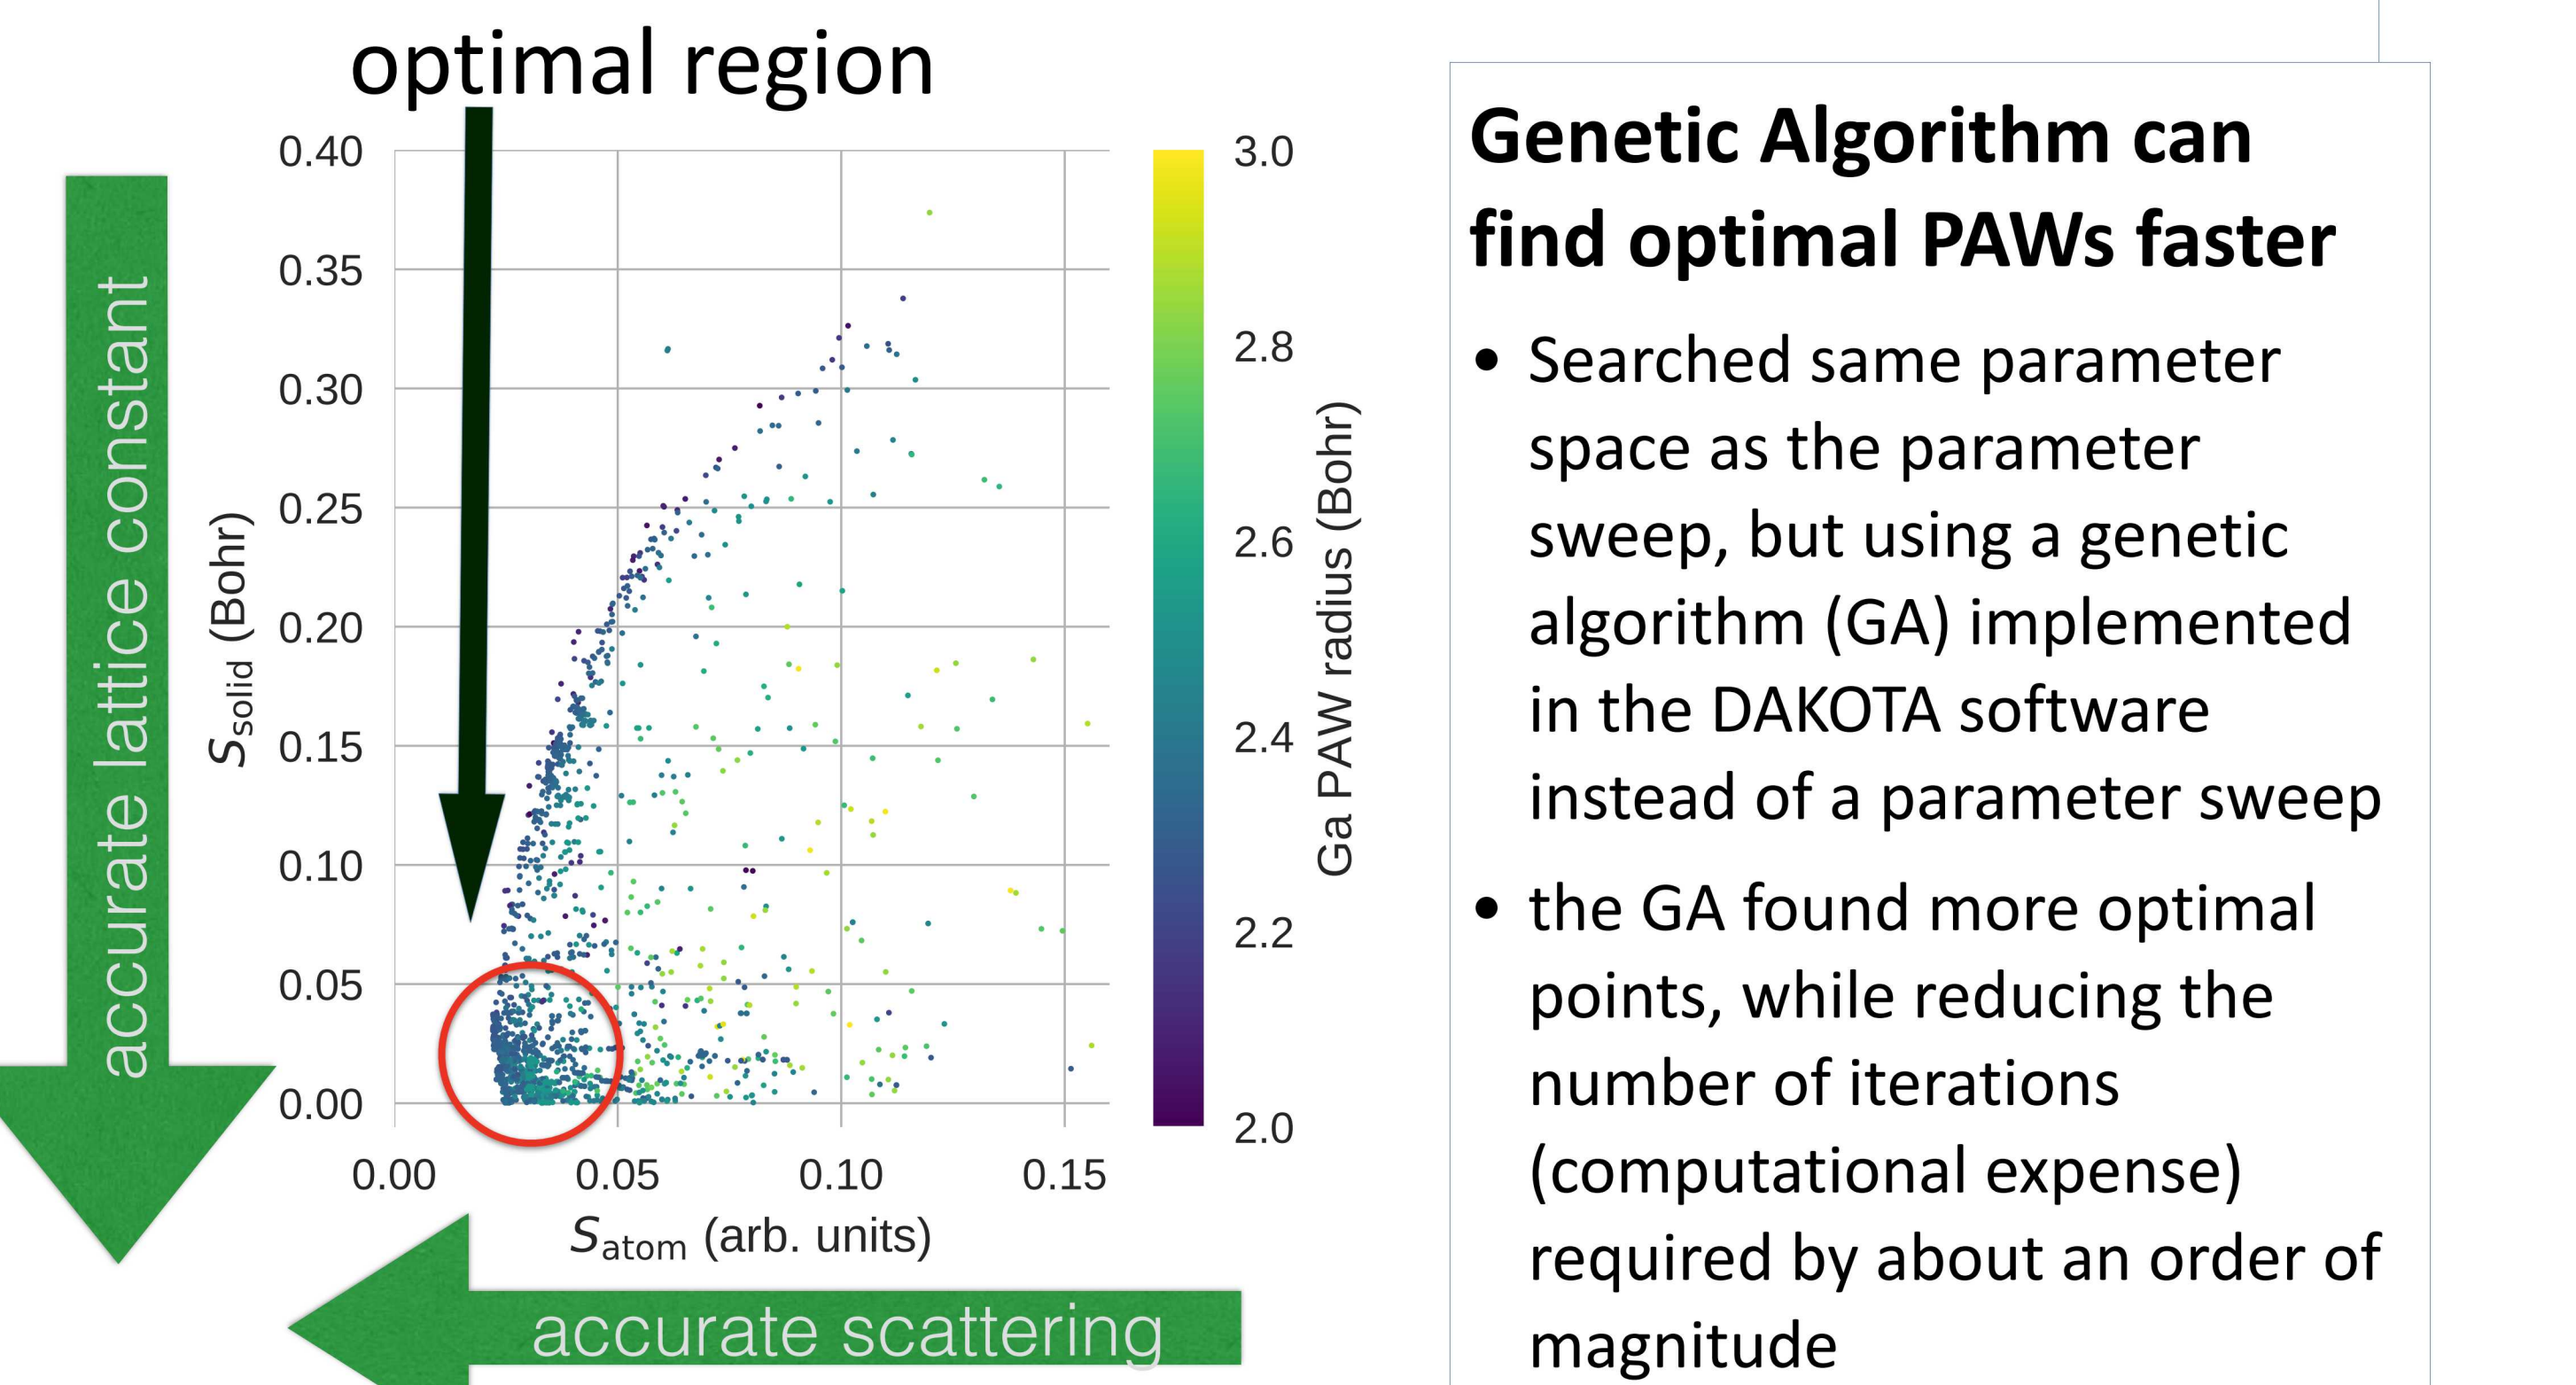 optimal region
0.40
0.35
0.30
0.25
0.20
0.15
0.10
0.05
0.00
S_solid (Bohr)
accurate lattice constant
0.00 0.05 0.10 0.15
S_atom (arb. units)
accurate scattering
3.0
2.8
2.6
2.4
2.2
2.0
Ga PAW radius (Bohr)
Genetic Algorithm can
find optimal PAWs faster
• Searched same parameter
space as the parameter
sweep, but using a genetic
algorithm (GA) implemented
in the DAKOTA software
instead of a parameter sweep
• the GA found more optimal
points, while reducing the
number of iterations
(computational expense)
required by about an order of
magnitude